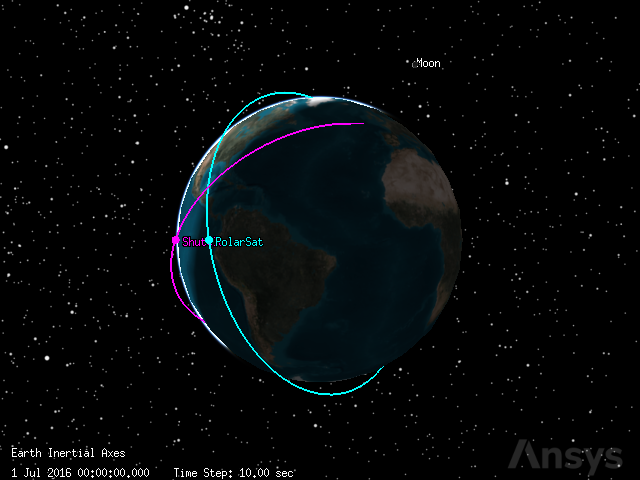 Moon
Shut
PolarSat
Earth Inertial Axes
1 Jul 2016 00:00:00.000 Time Step: 10.00 sec
Ansys